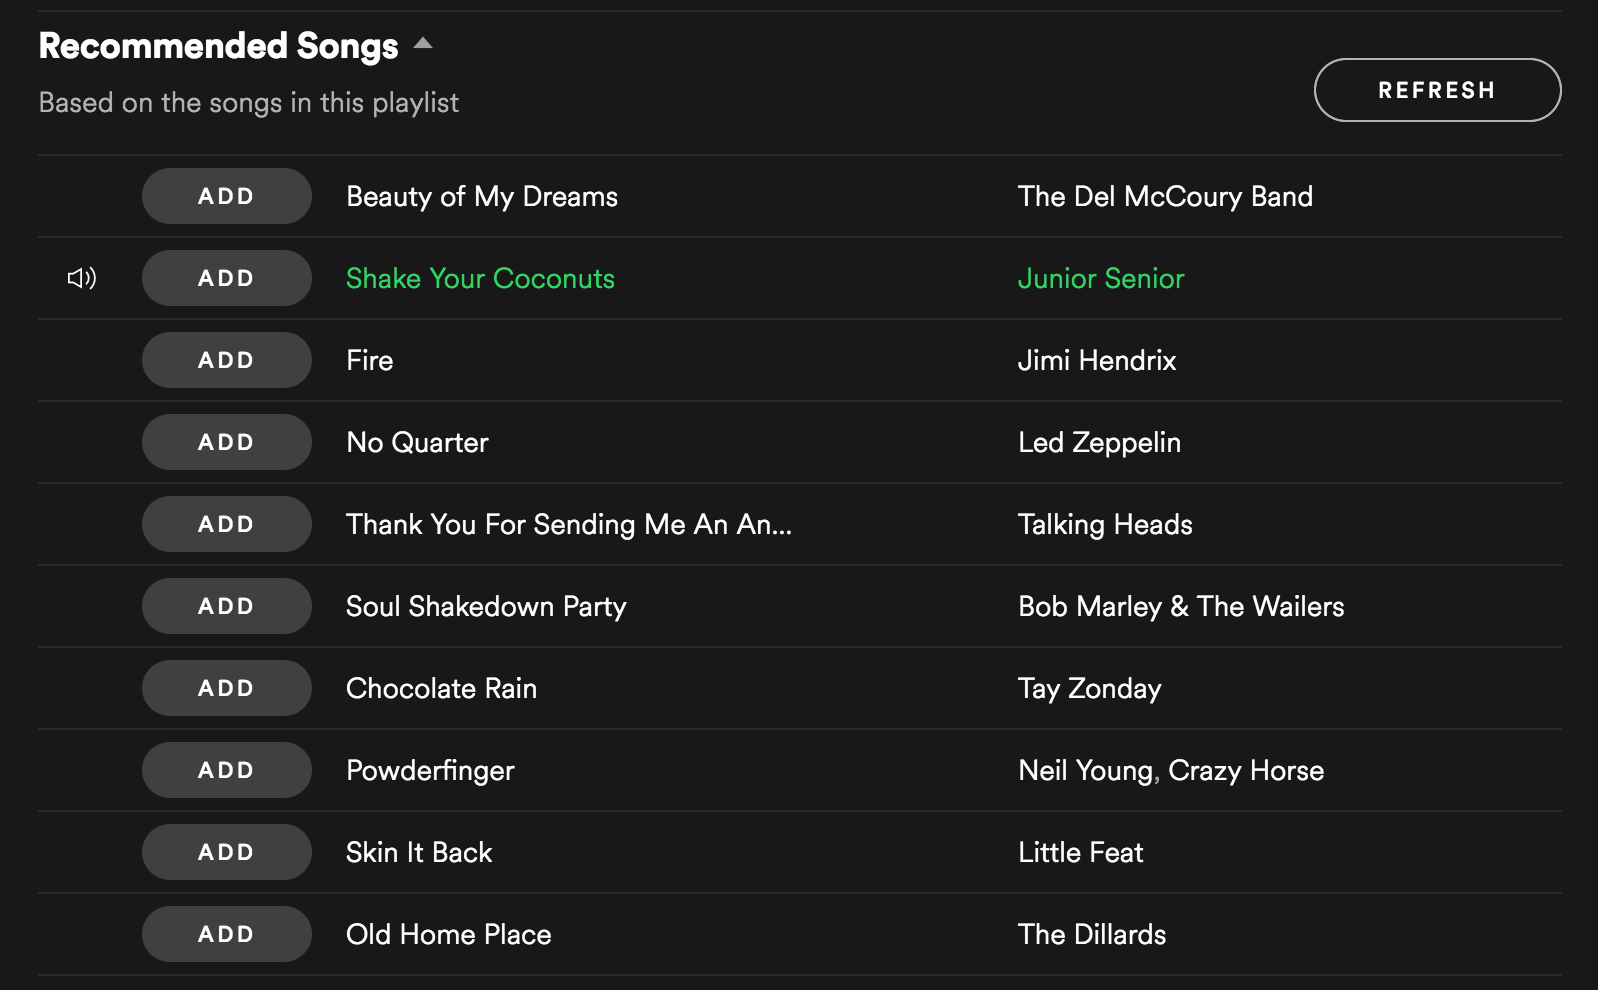 Recommended Songs
Based on the songs in this playlist
REFRESH
ADD Beauty of My Dreams The Del McCoury Band
ADD Shake Your Coconuts Junior Senior
ADD Fire Jimi Hendrix
ADD No Quarter Led Zeppelin
ADD Thank You For Sending Me An An... Talking Heads
ADD Soul Shakedown Party Bob Marley & The Wailers
ADD Chocolate Rain Tay Zonday
ADD Powderfinger Neil Young, Crazy Horse
ADD Skin It Back Little Feat
ADD Old Home Place The Dillards